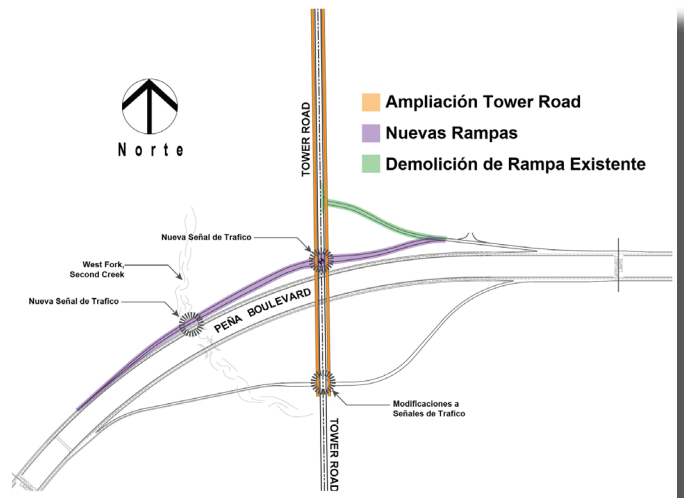 TOWER ROAD
Ampliación Tower Road
Nuevas Rampas
Demolición de Rampa Existente
Norte
Nueva Señal de Trafico
West Fork,
Second Creek
Nueva Señal de Trafico
PEÑA BOULEVARD
Modificaciones a
Señales de Trafico
TOWER ROAD